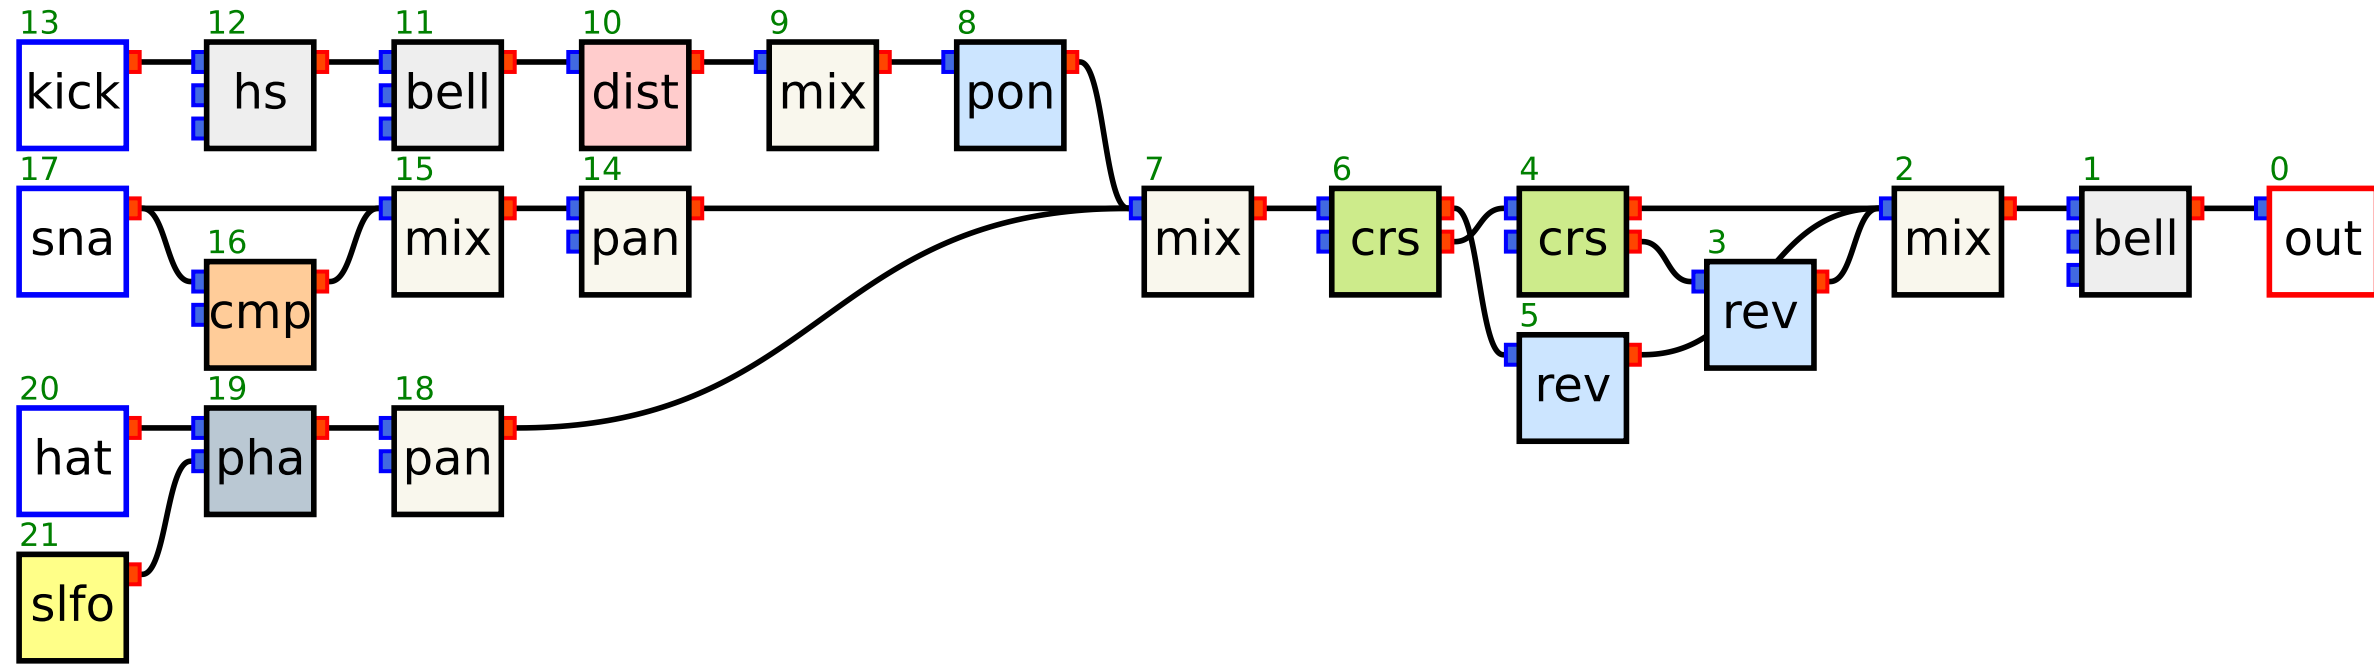 13 12 11 10 9 8
kick hs bell dist mix pon
17 15 14 7 6 4 2 1 0
sna mix pan mix crs crs mix bell out
16 3
cmp rev
5
rev
20 19 18
hat pha pan
21
slfo